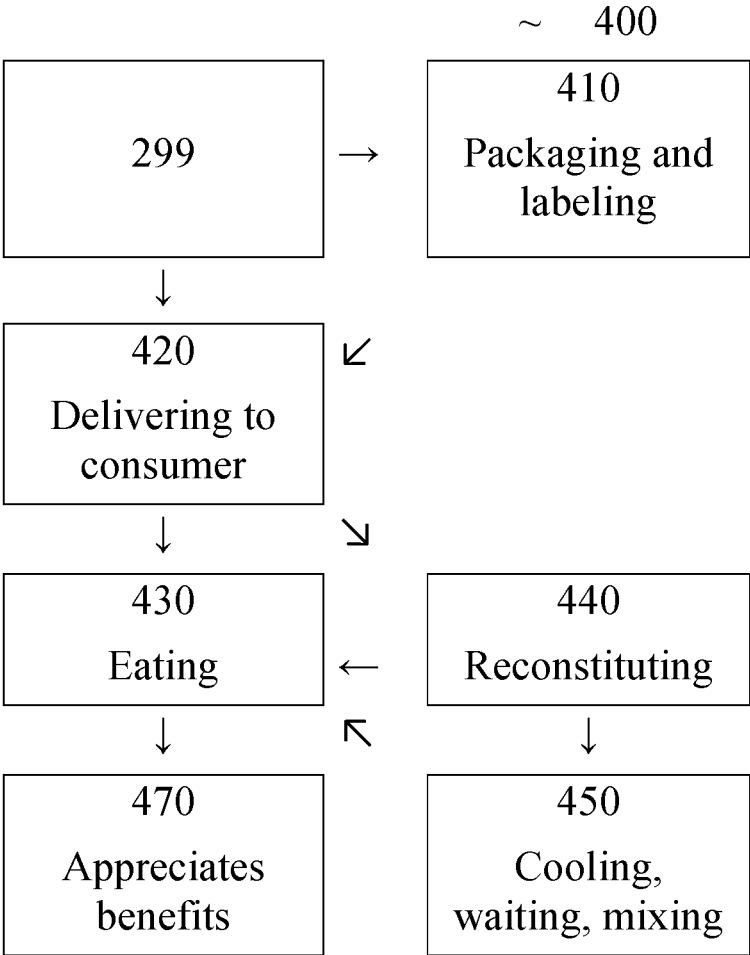 ~ 400
299
→
410
Packaging and
labeling
↓
420
Delivering to
consumer
↙
↓
↘
430
Eating
←
440
Reconstituting
↓
↖
↓
470
Appreciates
benefits
450
Cooling,
waiting, mixing